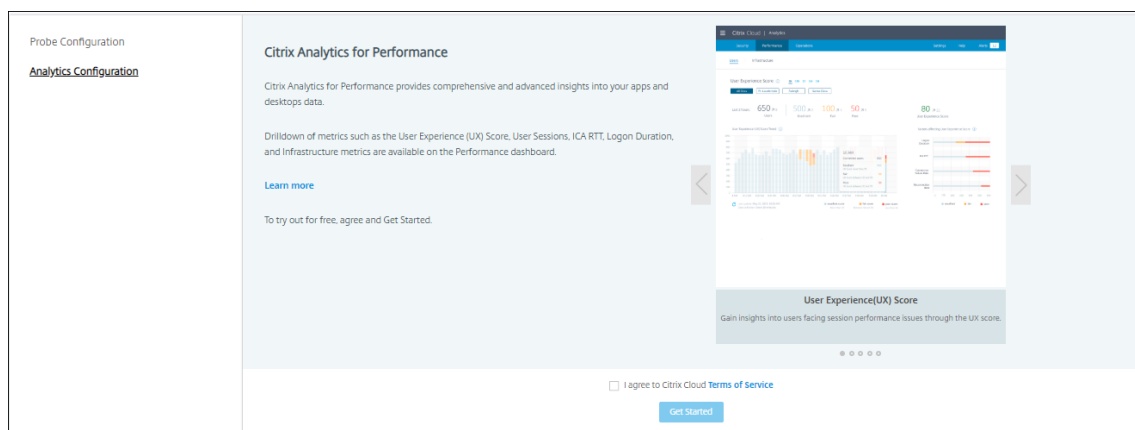 Probe Configuration
Analytics Configuration
Citrix Analytics for Performance
Citrix Analytics for Performance provides comprehensive and advanced insights into your apps and
desktops data.
Drilldown of metrics such as the User Experience (UX) Score, User Sessions, ICA RTT, Logon Duration,
and Infrastructure metrics are available on the Performance dashboard.
Learn more
To try out for free, agree and Get Started.
Citrix Cloud | Analytics
Security Performance Operations Settings Help
Users Infrastructure
User Experience Score
650 500 100 50 80
User Experience(UX) Score
Gain insights into users facing session performance issues through the UX score.
I agree to Citrix Cloud Terms of Service
Get Started